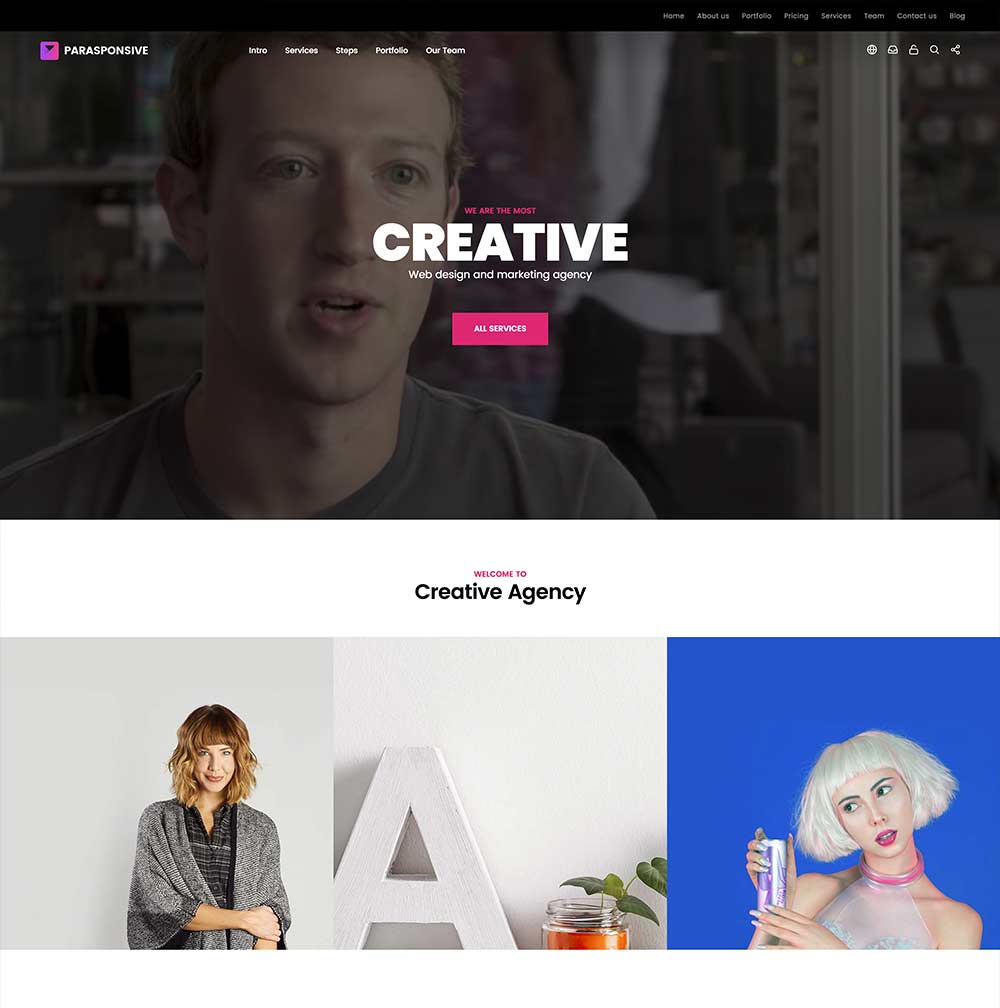 Home About us Portfolio Pricing Services Team Contact us Blog
PARASPONSIVE Intro Services Steps Portfolio Our Team
WE ARE THE MOST
CREATIVE
Web design and marketing agency
ALL SERVICES
WELCOME TO
Creative Agency
A